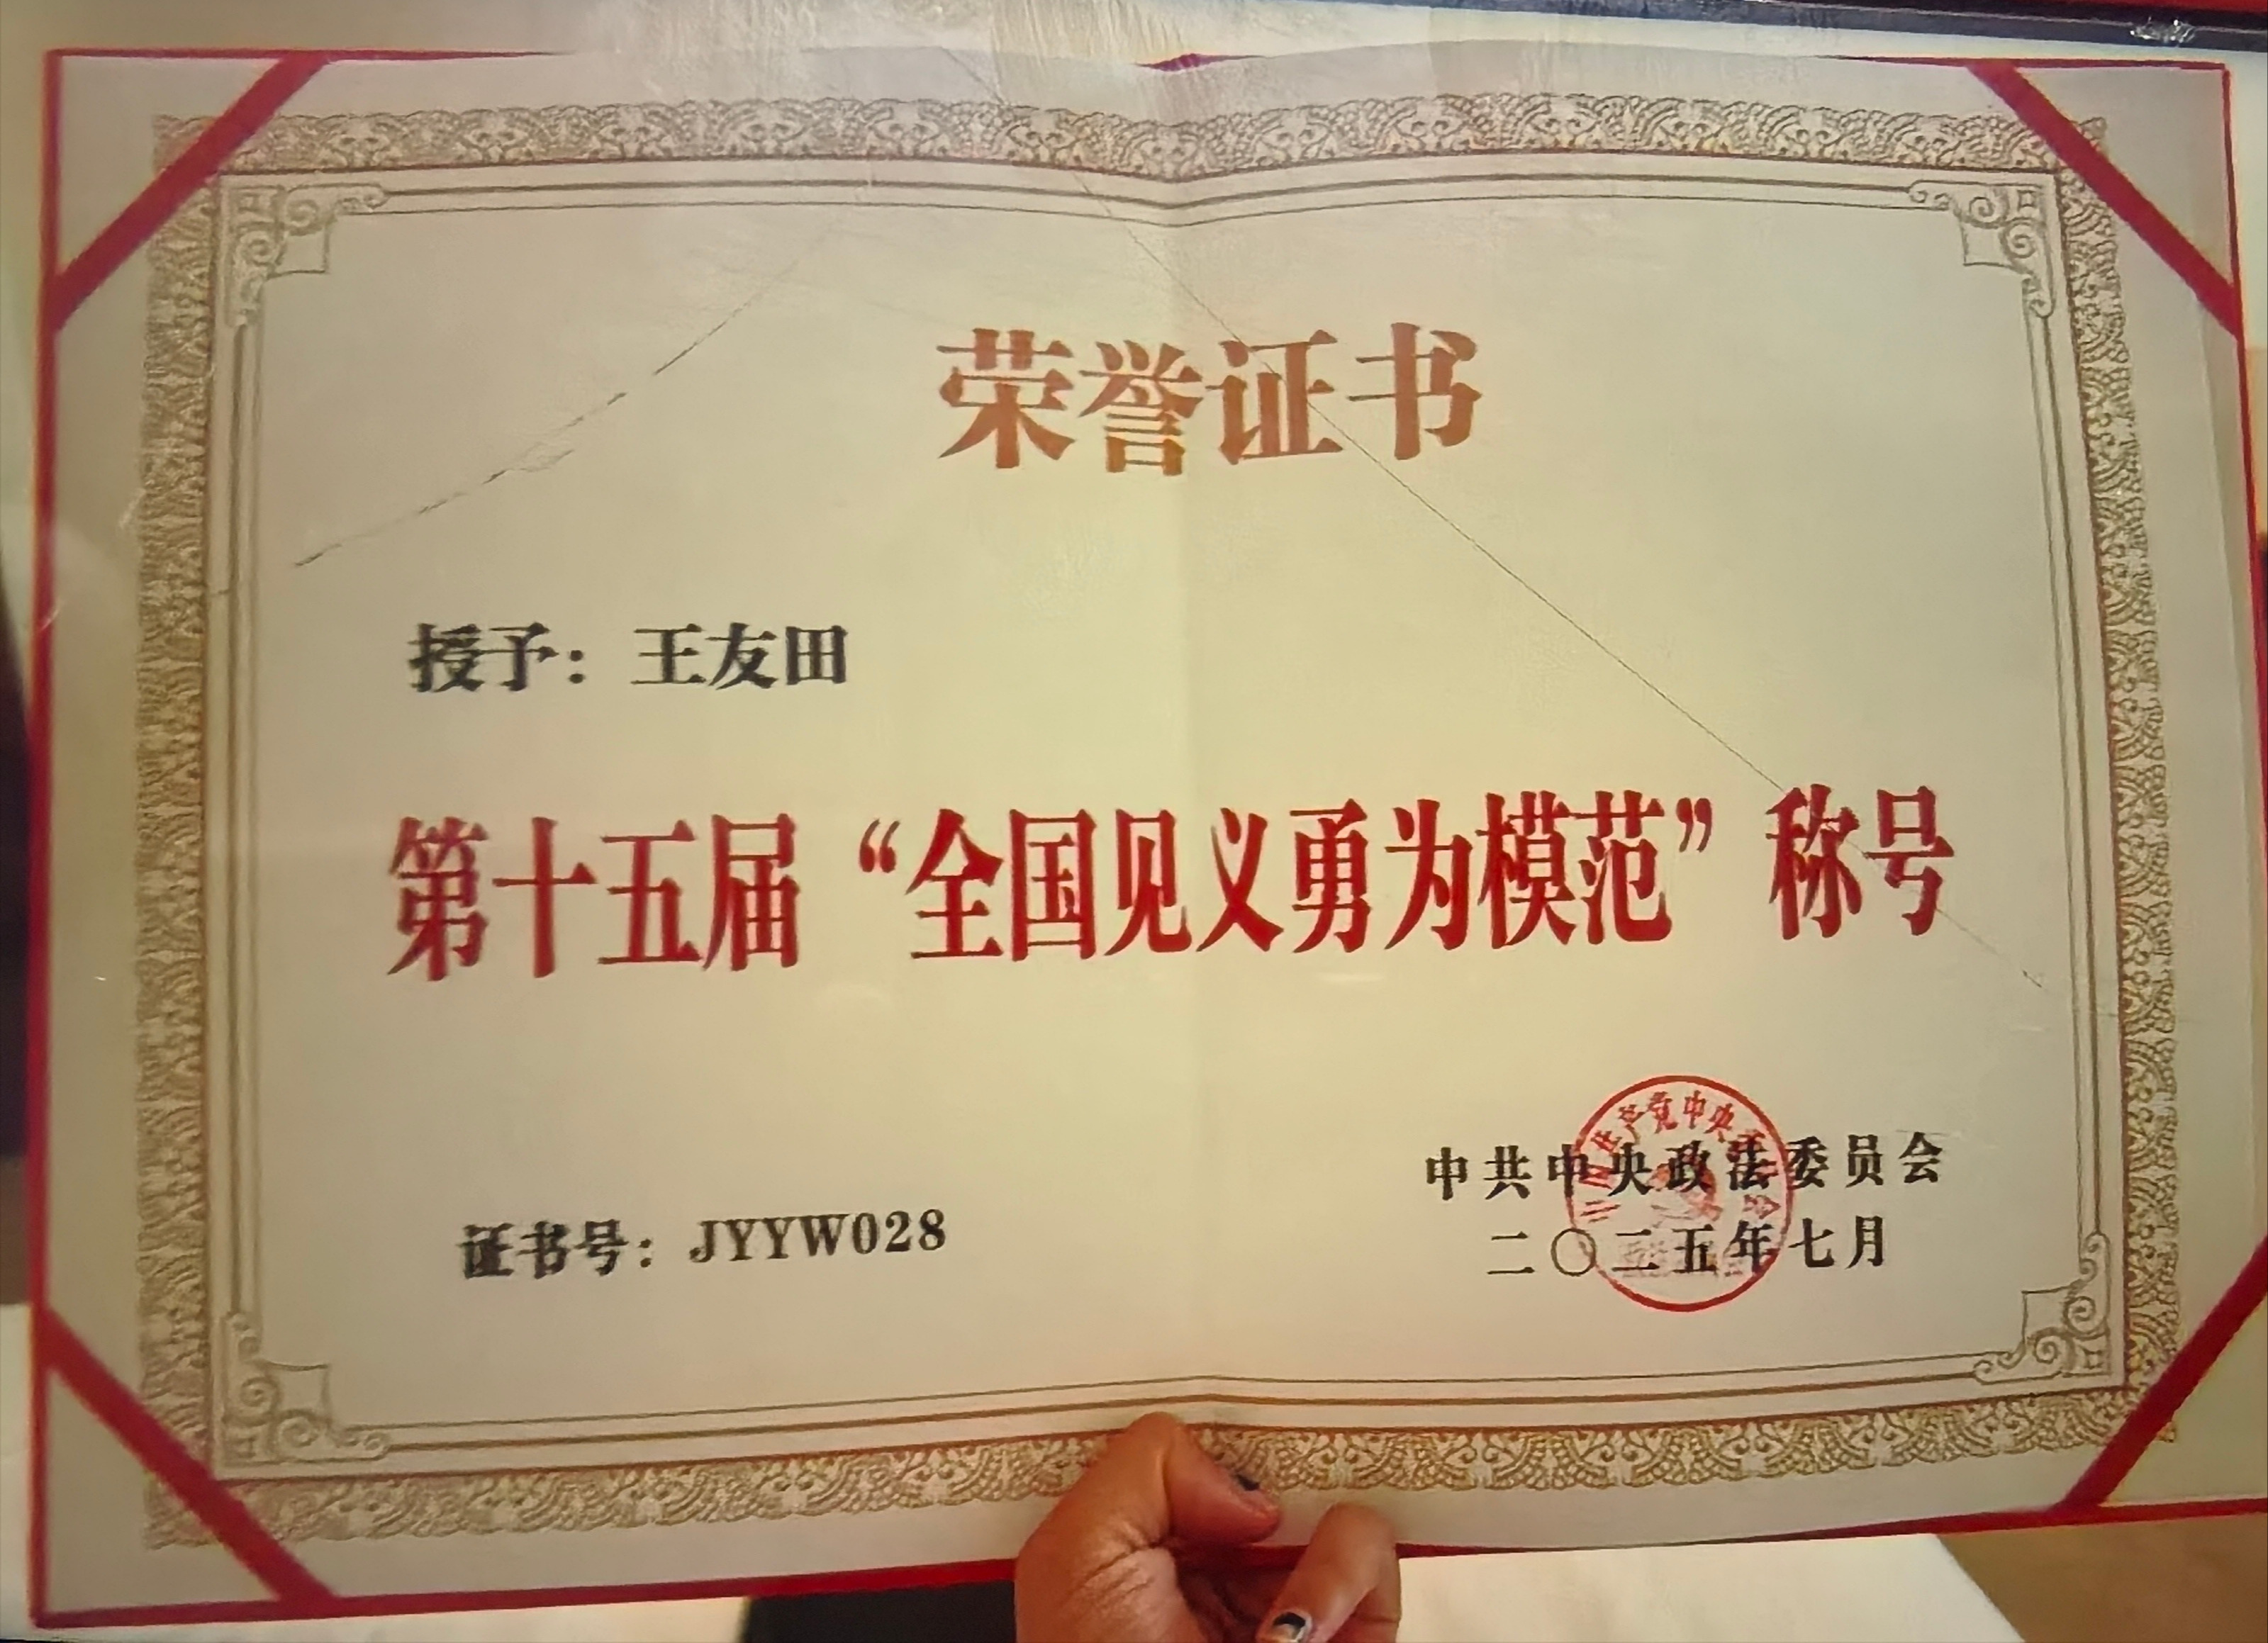 荣誉证书
授予：王友田
第十五届“全国见义勇为模范”称号
中共中央政法委员会
证书号：JYYW028
二〇二五年七月